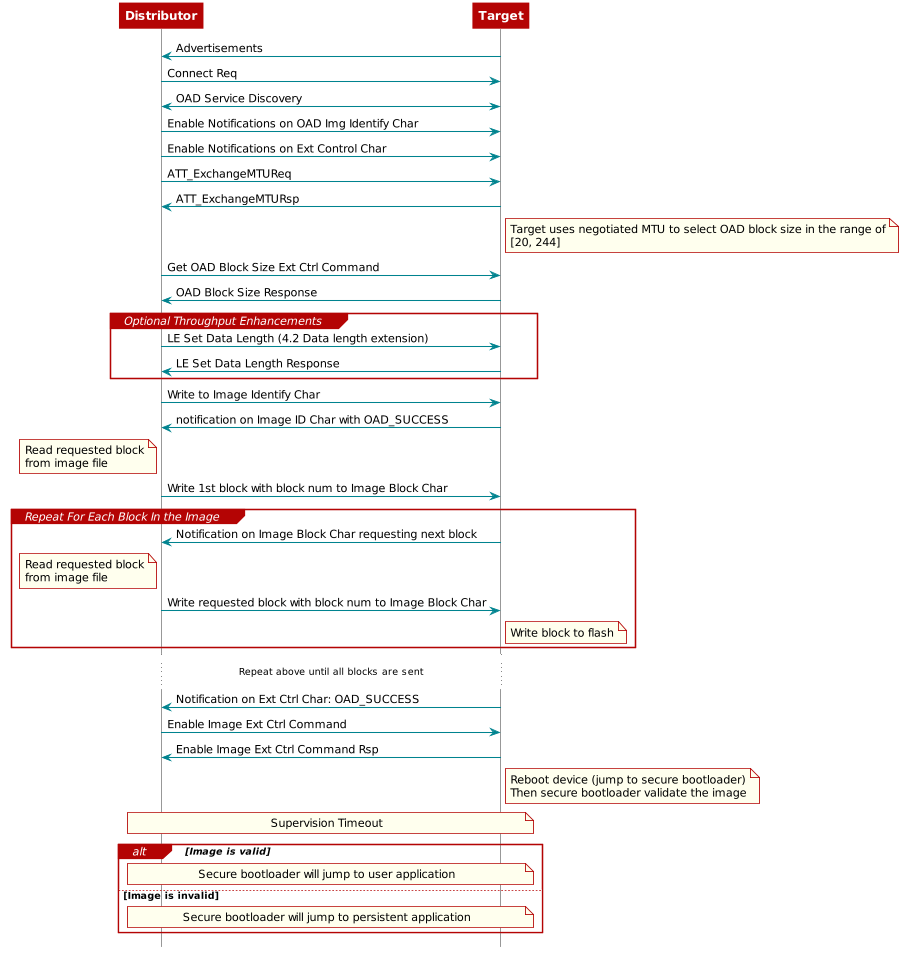 Distributor
Target
Advertisements
Connect Req
OAD Service Discovery
Enable Notifications on OAD Img Identify Char
Enable Notifications on Ext Control Char
ATT_ExchangeMTUReq
ATT_ExchangeMTURsp
Target uses negotiated MTU to select OAD block size in the range of
[20, 244]
Get OAD Block Size Ext Ctrl Command
OAD Block Size Response
Optional Throughput Enhancements
LE Set Data Length (4.2 Data length extension)
LE Set Data Length Response
Write to Image Identify Char
notification on Image ID Char with OAD_SUCCESS
Read requested block
from image file
Write 1st block with block num to Image Block Char
Repeat For Each Block In the Image
Notification on Image Block Char requesting next block
Read requested block
from image file
Write requested block with block num to Image Block Char
Write block to flash
Repeat above until all blocks are sent
Notification on Ext Ctrl Char: OAD_SUCCESS
Enable Image Ext Ctrl Command
Enable Image Ext Ctrl Command Rsp
Reboot device (jump to secure bootloader)
Then secure bootloader validate the image
Supervision Timeout
alt [Image is valid]
Secure bootloader will jump to user application
[Image is invalid]
Secure bootloader will jump to persistent application